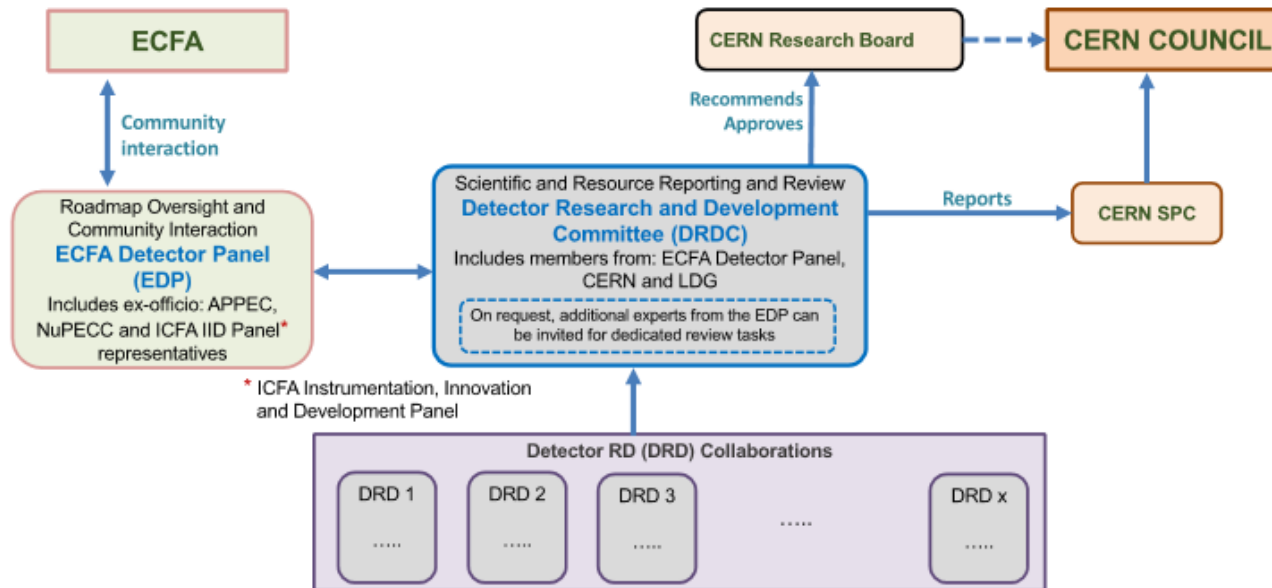 ECFA
CERN Research Board
CERN COUNCIL
Community
interaction
Recommends
Approves
Roadmap Oversight and
Community Interaction
ECFA Detector Panel
(EDP)
Includes ex-officio: APPEC,
NuPECC and ICFA IID Panel*
representatives
Scientific and Resource Reporting and Review
Detector Research and Development
Committee (DRDC)
Includes members from: ECFA Detector Panel,
CERN and LDG
On request, additional experts from the EDP can
be invited for dedicated review tasks
Reports
CERN SPC
* ICFA Instrumentation, Innovation
and Development Panel
Detector RD (DRD) Collaborations
DRD 1
.....
DRD 2
.....
DRD 3
.....
.....
DRD x
.....